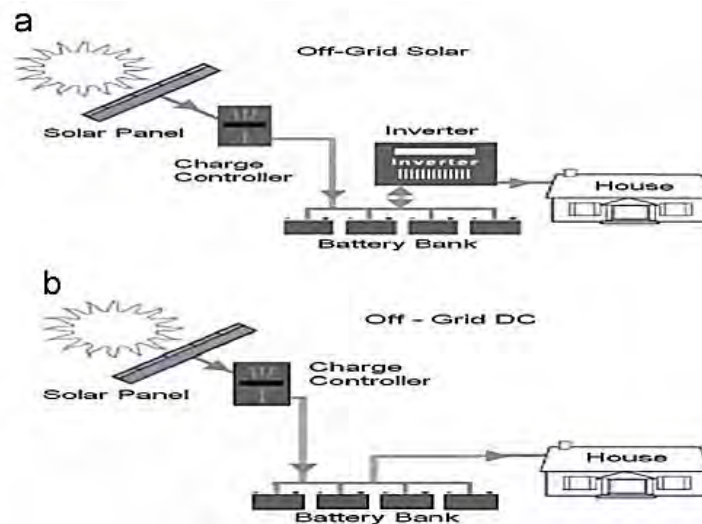 a
Off-Grid Solar
Solar Panel
Charge
Controller
Inverter
Inverter
House
Battery Bank
b
Off - Grid DC
Solar Panel
Charge
Controller
House
Battery Bank